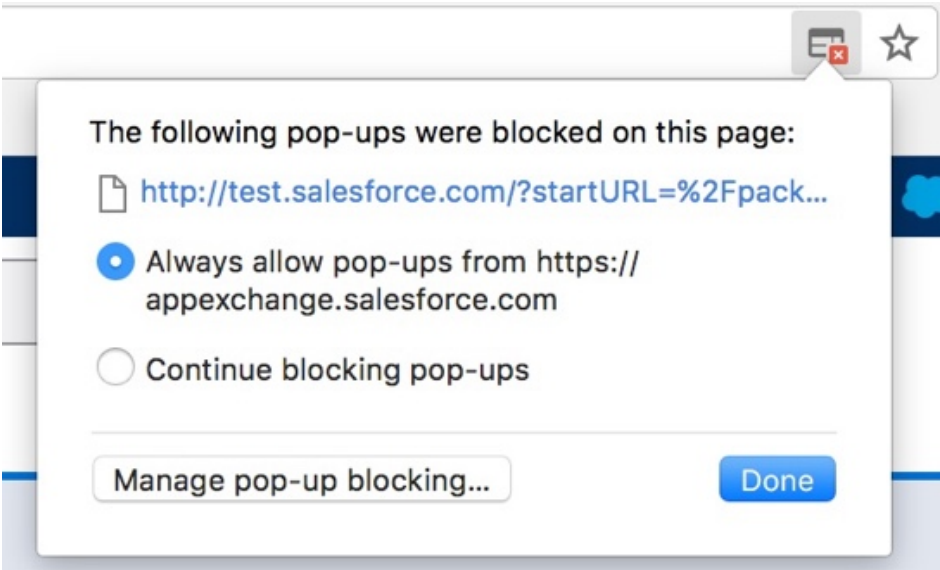 The following pop-ups were blocked on this page:
http://test.salesforce.com/?startURL=%2Fpack...
Always allow pop-ups from https://
appexchange.salesforce.com
Continue blocking pop-ups
Manage pop-up blocking...
Done